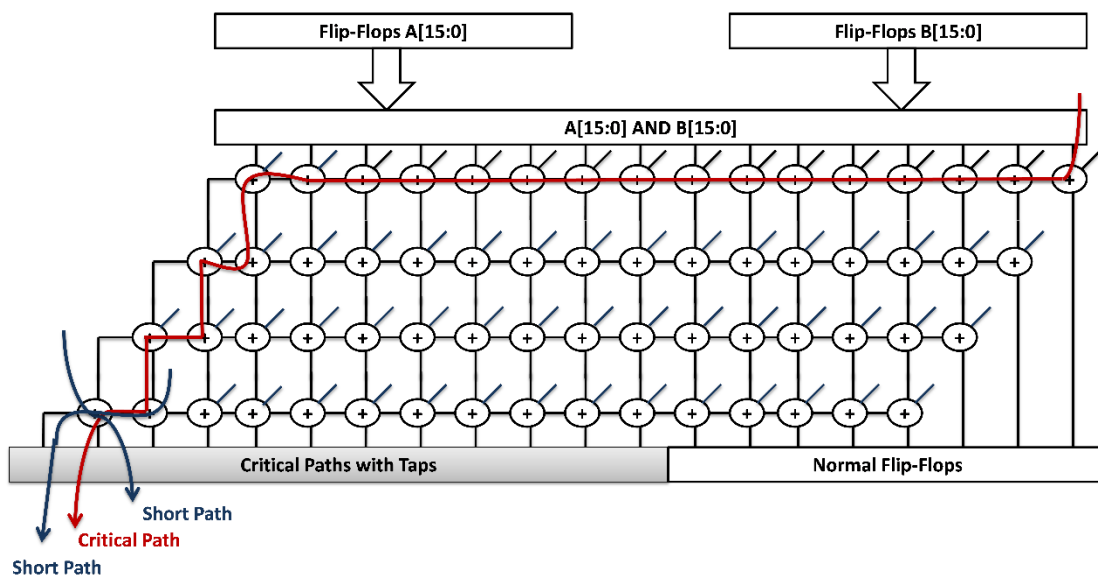 Flip-Flops A[15:0]
Flip-Flops B[15:0]
A[15:0] AND B[15:0]
+ + + + + + + + + + + + + + + +
+ + + + + + + + + + + + + + + +
+ + + + + + + + + + + + + + + +
+ + + + + + + + + + + + + + + +
Critical Paths with Taps
Normal Flip-Flops
Short Path
Critical Path
Short Path